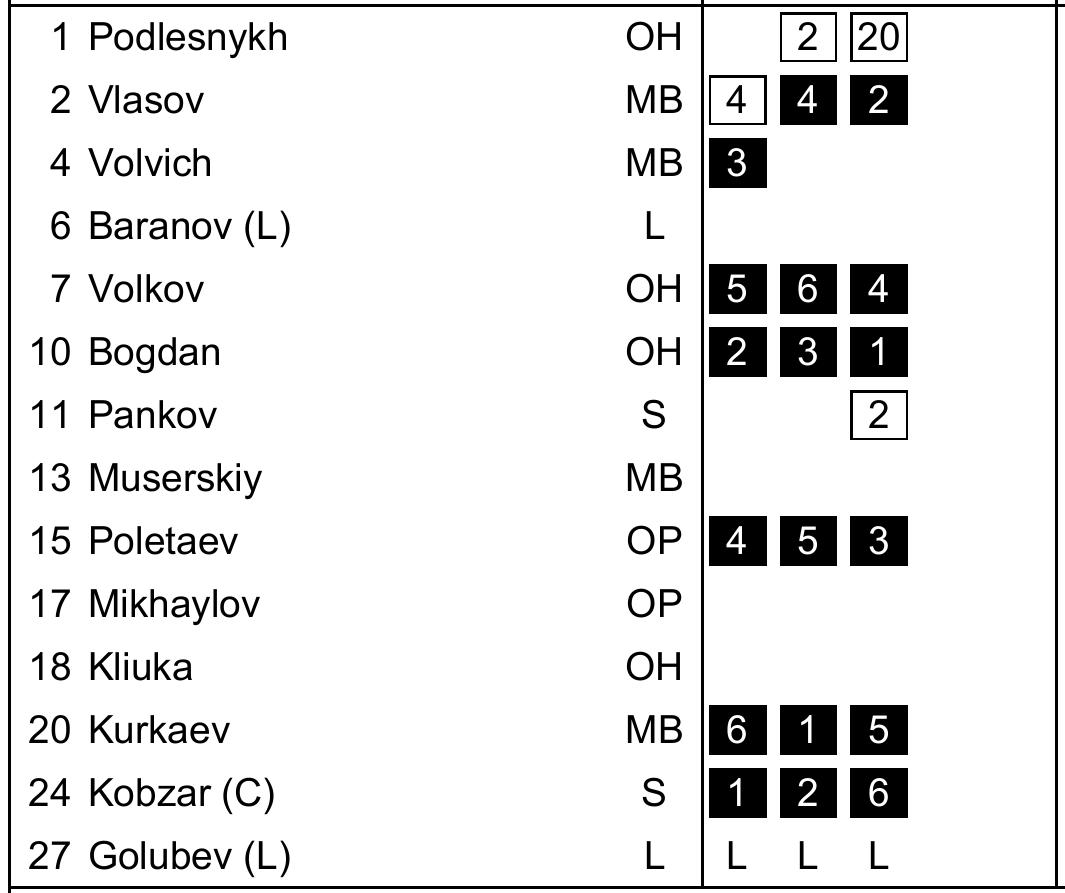 1 Podlesnykh OH 2 20
2 Vlasov MB 4 4 2
4 Volvich MB 3
6 Baranov (L) L
7 Volkov OH 5 6 4
10 Bogdan OH 2 3 1
11 Pankov S 2
13 Muserskiy MB
15 Poletaev OP 4 5 3
17 Mikhaylov OP
18 Kliuka OH
20 Kurkaev MB 6 1 5
24 Kobzar (C) S 1 2 6
27 Golubev (L) L L L L